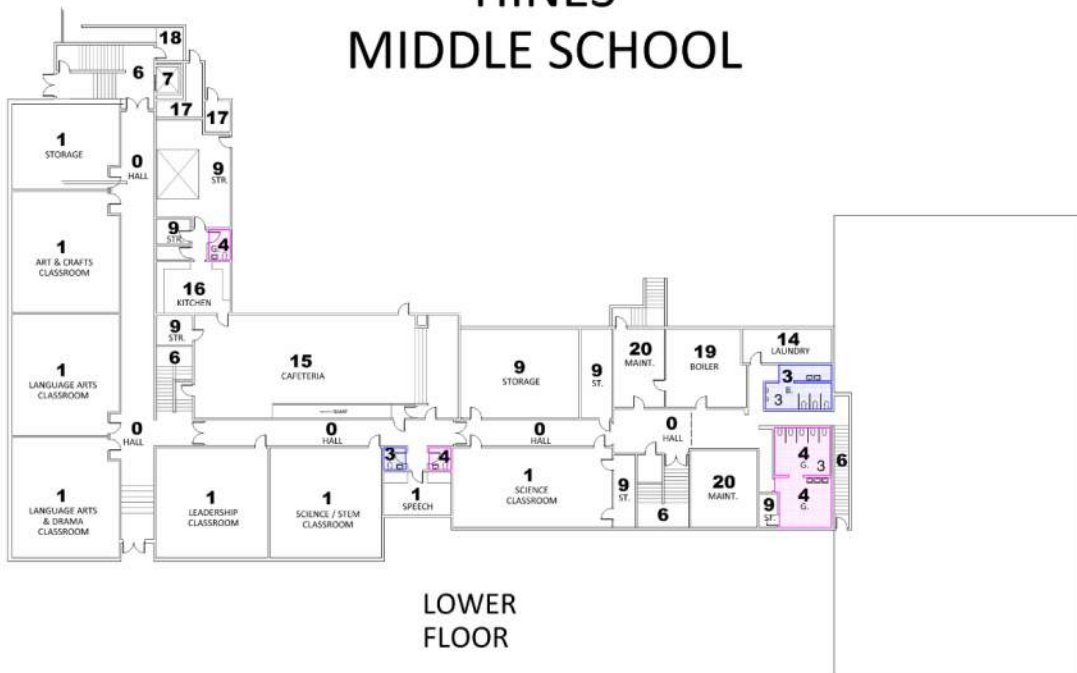 HINES
MIDDLE SCHOOL
18
6
7
17
17
1
STORAGE
0
HALL
9
STR.
1
ART & CRAFTS
CLASSROOM
9
STR.
4
G.
16
KITCHEN
9
STR.
6
1
LANGUAGE ARTS
CLASSROOM
15
CAFETERIA
9
STORAGE
9
ST.
20
MAINT.
19
BOILER
14
LAUNDRY
3
B.
3
0
HALL
0
HALL
RAMP
0
HALL
0
HALL
1
LANGUAGE ARTS
& DRAMA
CLASSROOM
1
LEADERSHIP
CLASSROOM
1
SCIENCE / STEM
CLASSROOM
3
4
1
SPEECH
1
SCIENCE
CLASSROOM
9
ST.
6
20
MAINT.
9
ST.
4
G.
3
4
G.
6
LOWER
FLOOR